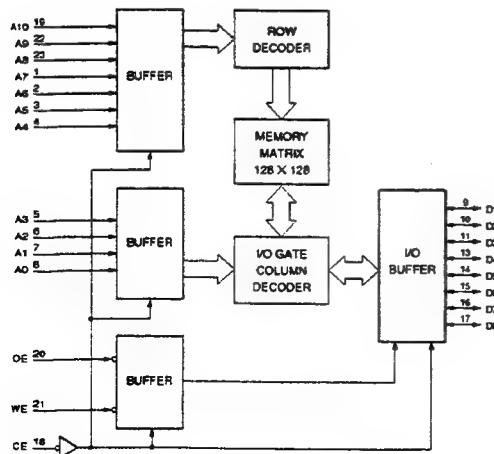 A10 19
A9 22
A8 23
A7 1
A6 2
A5 3
A4 4
BUFFER
ROW
DECODER
MEMORY
MATRIX
128 X 128
A3 5
A2 6
A1 7
A0 8
BUFFER
I/O GATE
COLUMN
DECODER
I/O
BUFFER
9 D
10 D
11 D
13 D
14 D
15 D
16 D
17 D
OE 20
WE 21
CE 18
BUFFER